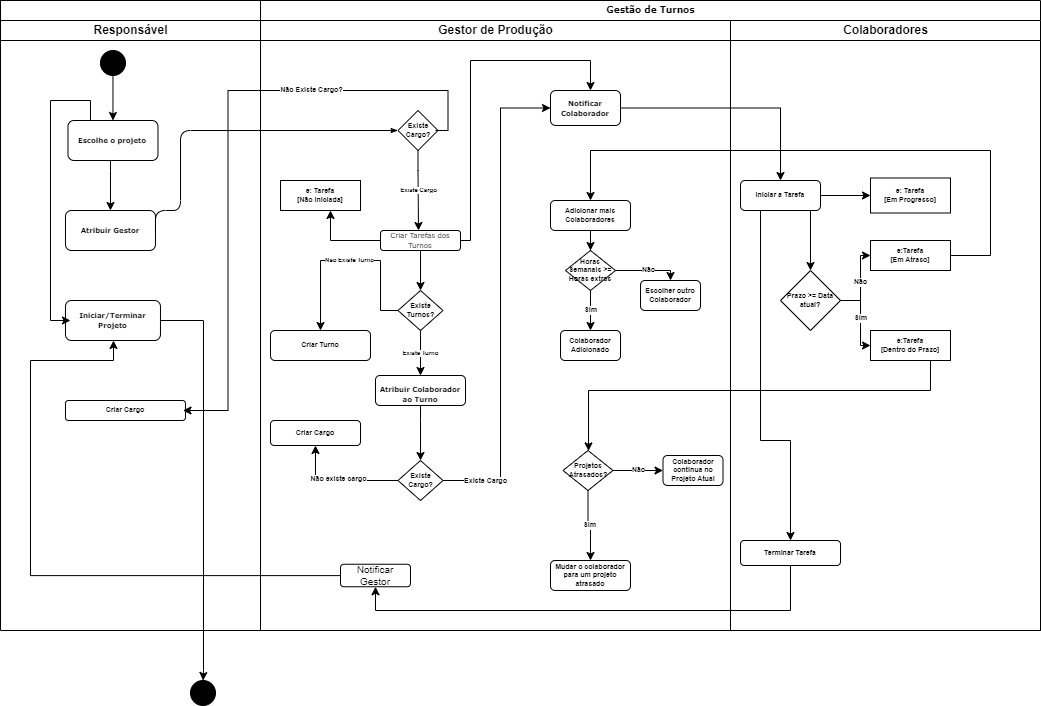 Gestão de Turnos
Responsável
Gestor de Produção
Colaboradores
Escolhe o projeto
Atribuir Gestor
Iniciar/Terminar
Projeto
Criar Cargo
Não Existe Cargo?
Existe
Cargo?
Existe Cargo
e: Tarefa
[Não Iniciada]
Criar Tarefas dos
Turnos
Não Existe Turno
Existe
Turnos?
Criar Turno
Existe Turno
Atribuir Colaborador
ao Turno
Criar Cargo
Não existe cargo
Existe
Cargo?
Existe Cargo
Notificar
Gestor
Notificar
Colaborador
Adicionar mais
Colaboradores
Horas
semanais >=
Horas extras
Não
Escolher outro
Colaborador
Sim
Colaborador
Adicionado
Projetos
Atrasados?
Não
Colaborador
continua no
Projeto Atual
Sim
Mudar o colaborador
para um projeto
atrasado
Iniciar a Tarefa
e: Tarefa
[Em Progresso]
e:Tarefa
[Em Atraso]
Prazo >= Data
atual?
Não
Sim
e:Tarefa
[Dentro do Prazo]
Terminar Tarefa